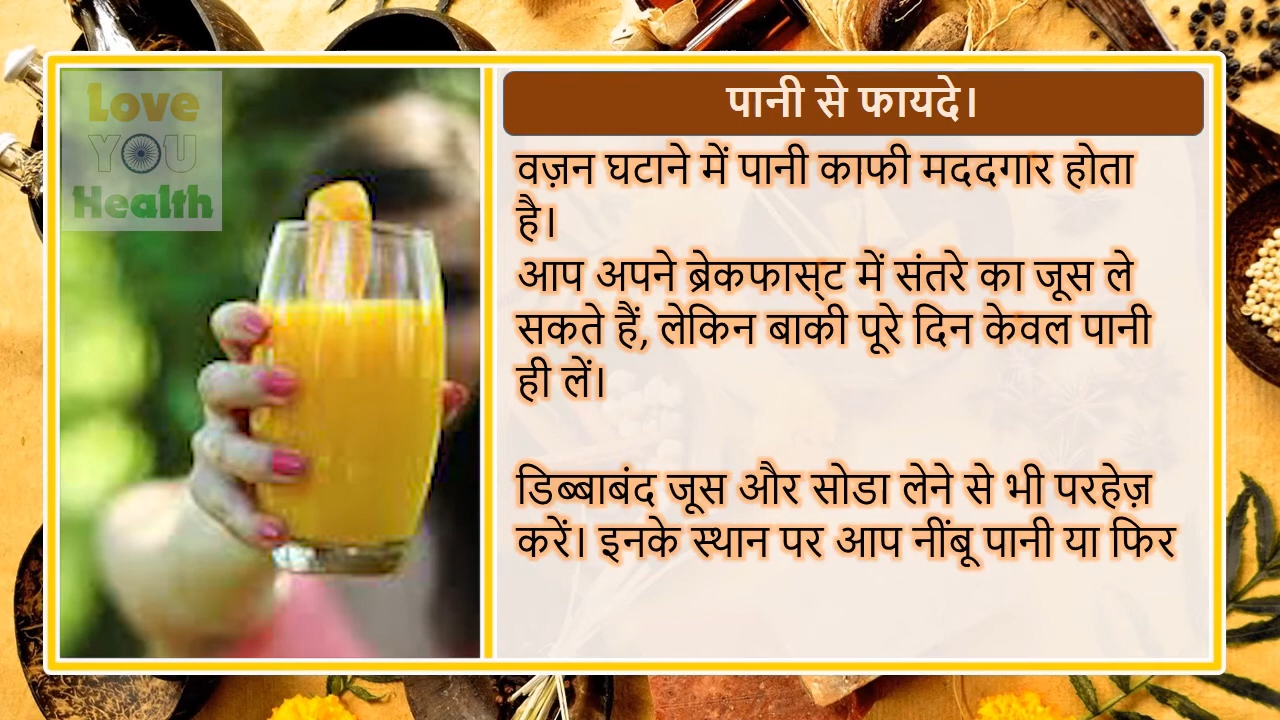 Love
YOU
Health
पानी से फायदे।
वज़न घटाने में पानी काफी मददगार होता
है।
आप अपने ब्रेकफास्‍ट में संतरे का जूस ले
सकते हैं, लेकिन बाकी पूरे दिन केवल पानी
ही लें।
डिब्बाबंद जूस और सोडा लेने से भी परहेज़
करें। इनके स्थान पर आप नींबू पानी या फिर